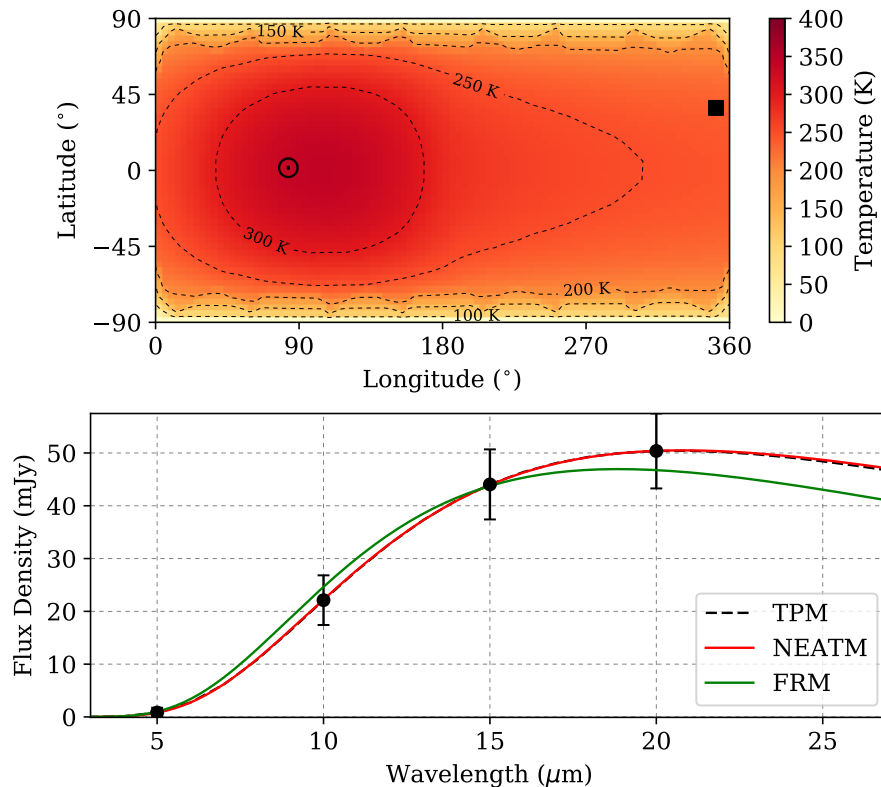 90
45
0
−45
−90
Latitude (°)
150 K
250 K
300 K
200 K
100 K
0
90
180
270
360
Longitude (°)
400
350
300
250
200
150
100
50
0
Temperature (K)
50
40
30
20
10
0
Flux Density (mJy)
TPM
NEATM
FRM
5
10
15
20
25
Wavelength (μm)